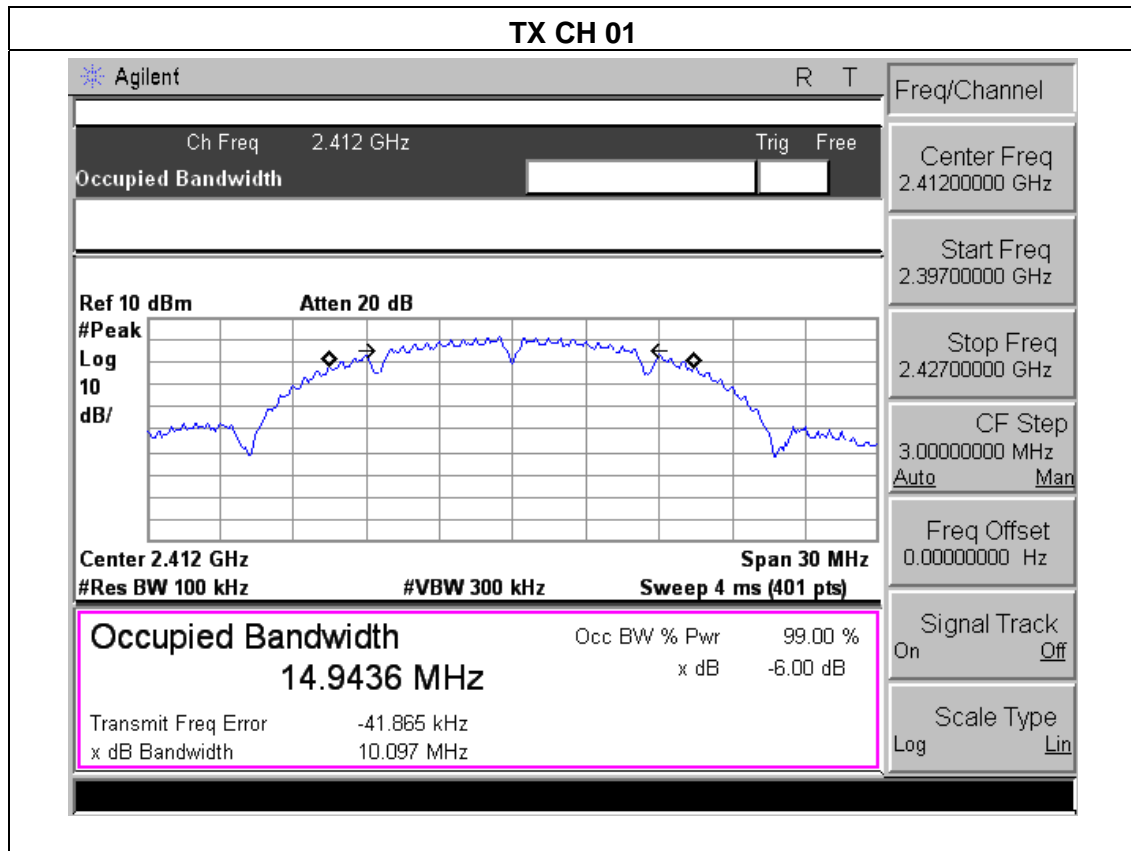 TX CH 01
Agilent R T
Ch Freq 2.412 GHz Trig Free
Occupied Bandwidth
Ref 10 dBm Atten 20 dB
#Peak
Log
10
dB/
Center 2.412 GHz Span 30 MHz
#Res BW 100 kHz #VBW 300 kHz Sweep 4 ms (401 pts)
Occupied Bandwidth Occ BW % Pwr 99.00 %
14.9436 MHz x dB -6.00 dB
Transmit Freq Error -41.865 kHz
x dB Bandwidth 10.097 MHz
Freq/Channel
Center Freq
2.41200000 GHz
Start Freq
2.39700000 GHz
Stop Freq
2.42700000 GHz
CF Step
3.00000000 MHz
Auto Man
Freq Offset
0.00000000 Hz
Signal Track
On Off
Scale Type
Log Lin